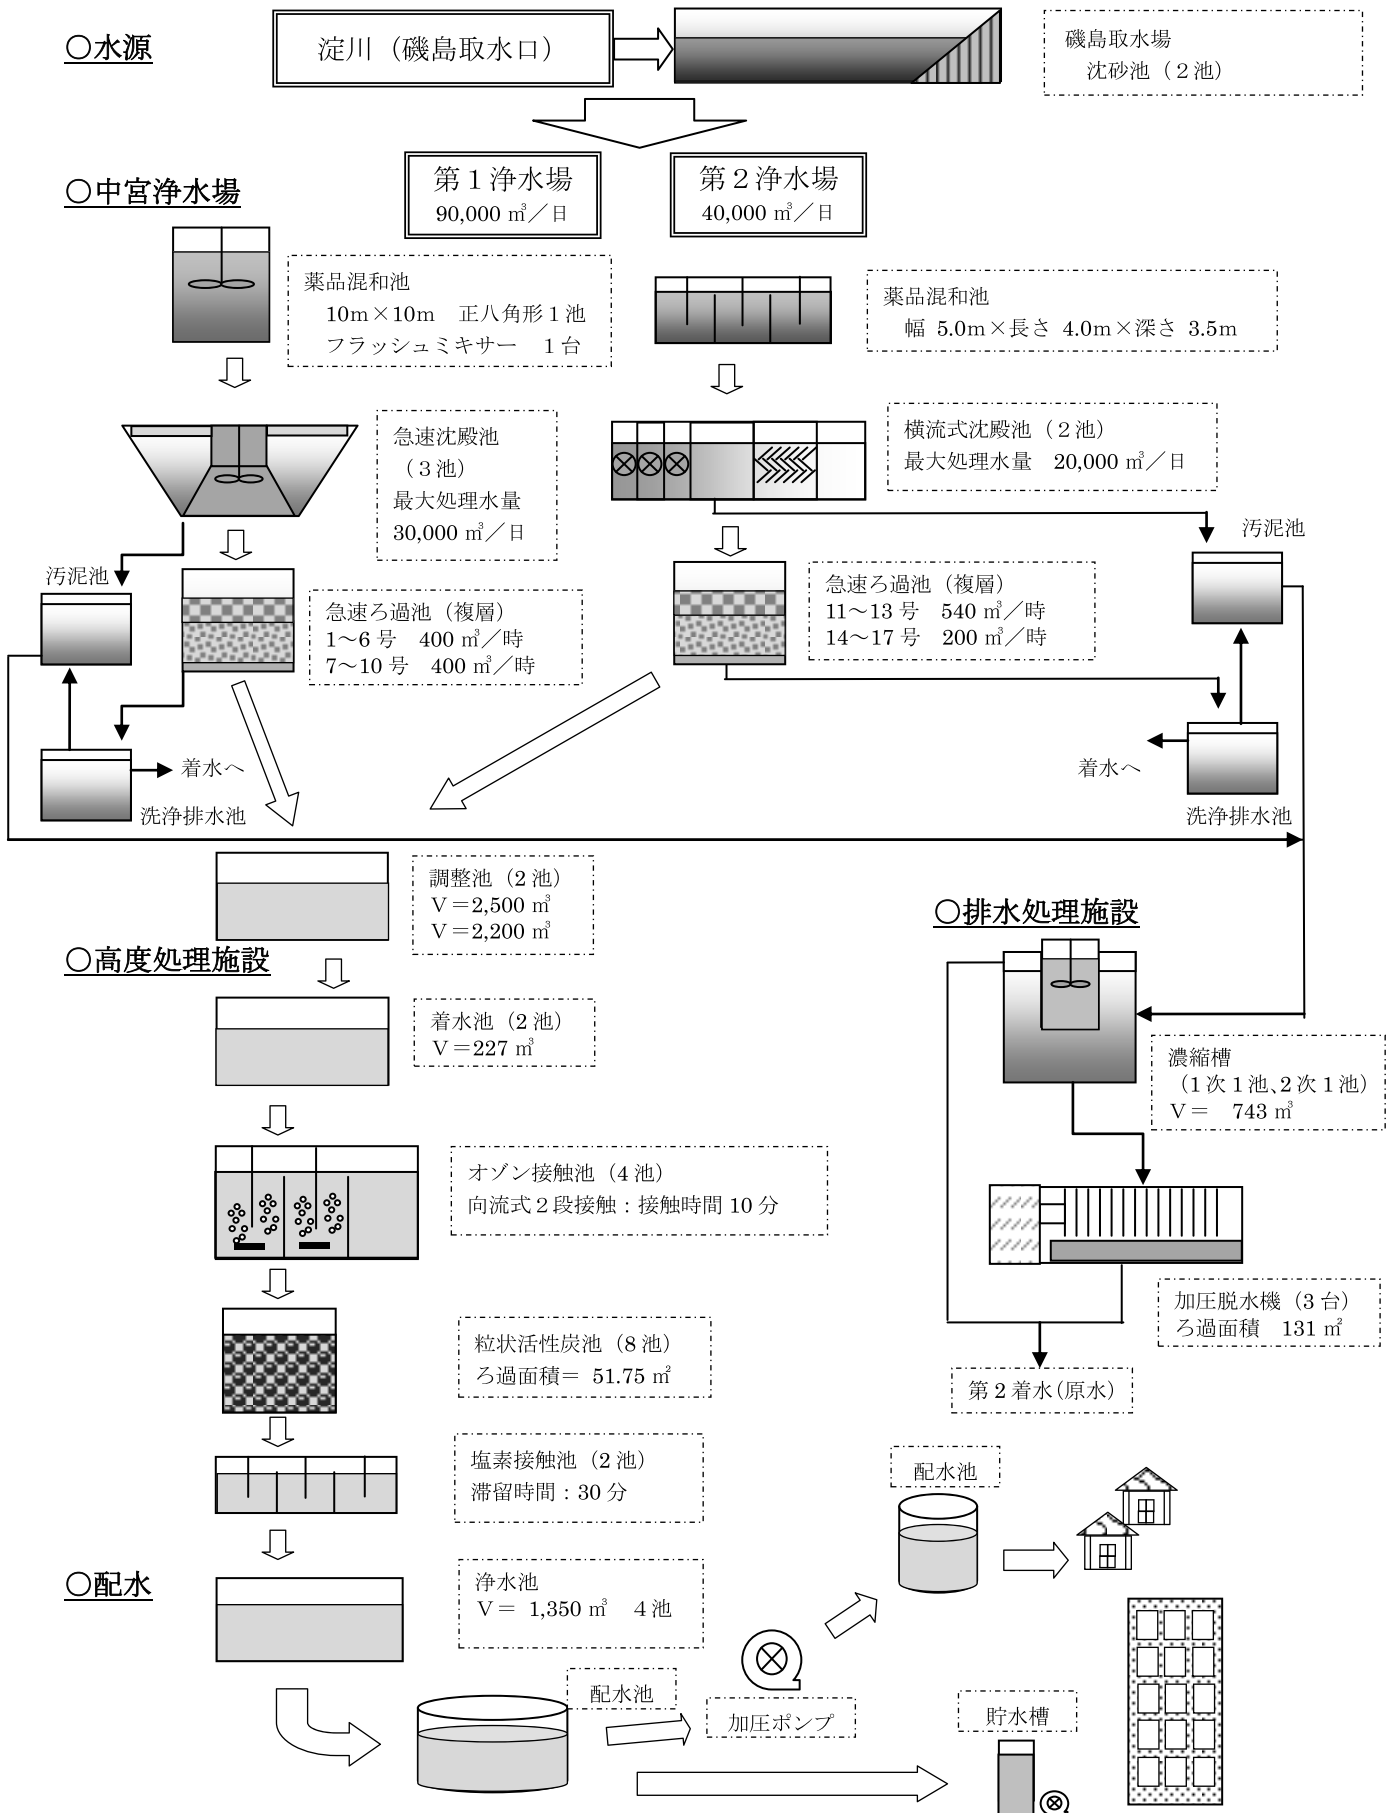 〇水源
淀川（磯島取水口）
磯島取水場
沈砂池（２池）
〇中宮浄水場
第１浄水場
90,000 ㎥／日
第２浄水場
40,000 ㎥／日
薬品混和池
10m×10m　正八角形１池
フラッシュミキサー　１台
薬品混和池
幅 5.0m×長さ 4.0m×深さ 3.5m
急速沈殿池
（３池）
最大処理水量
30,000 ㎥／日
横流式沈殿池（２池）
最大処理水量　20,000 ㎥／日
汚泥池
汚泥池
急速ろ過池（複層）
1～6 号　400 ㎥／時
7～10 号　400 ㎥／時
急速ろ過池（複層）
11～13 号　540 ㎥／時
14～17 号　200 ㎥／時
着水へ
洗浄排水池
着水へ
洗浄排水池
調整池（2 池）
Ｖ＝2,500 ㎥
Ｖ＝2,200 ㎥
〇高度処理施設
着水池（2 池）
Ｖ＝227 ㎥
オゾン接触池（4 池）
向流式２段接触：接触時間 10 分
粒状活性炭池（8 池）
ろ過面積＝ 51.75 ㎡
塩素接触池（2 池）
滞留時間：30 分
〇排水処理施設
濃縮槽
（1 次 1 池、2 次 1 池）
Ｖ＝　743 ㎥
加圧脱水機（3 台）
ろ過面積　131 ㎡
第２着水（原水）
〇配水
浄水池
Ｖ＝ 1,350 ㎥　４池
配水池
加圧ポンプ
配水池
貯水槽